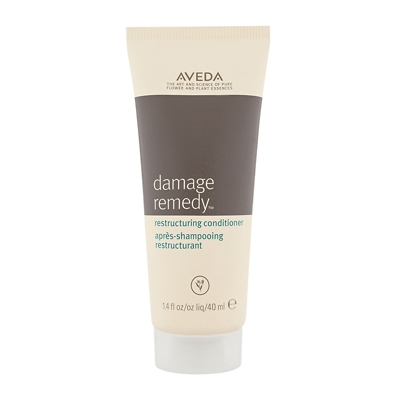 AVEDA
THE ART AND SCIENCE OF PURE
FLOWER AND PLANT ESSENCES
damage
remedy™
restructuring conditioner
après-shampooing
restructurant
1.4 fl oz/oz liq/40 ml ℮